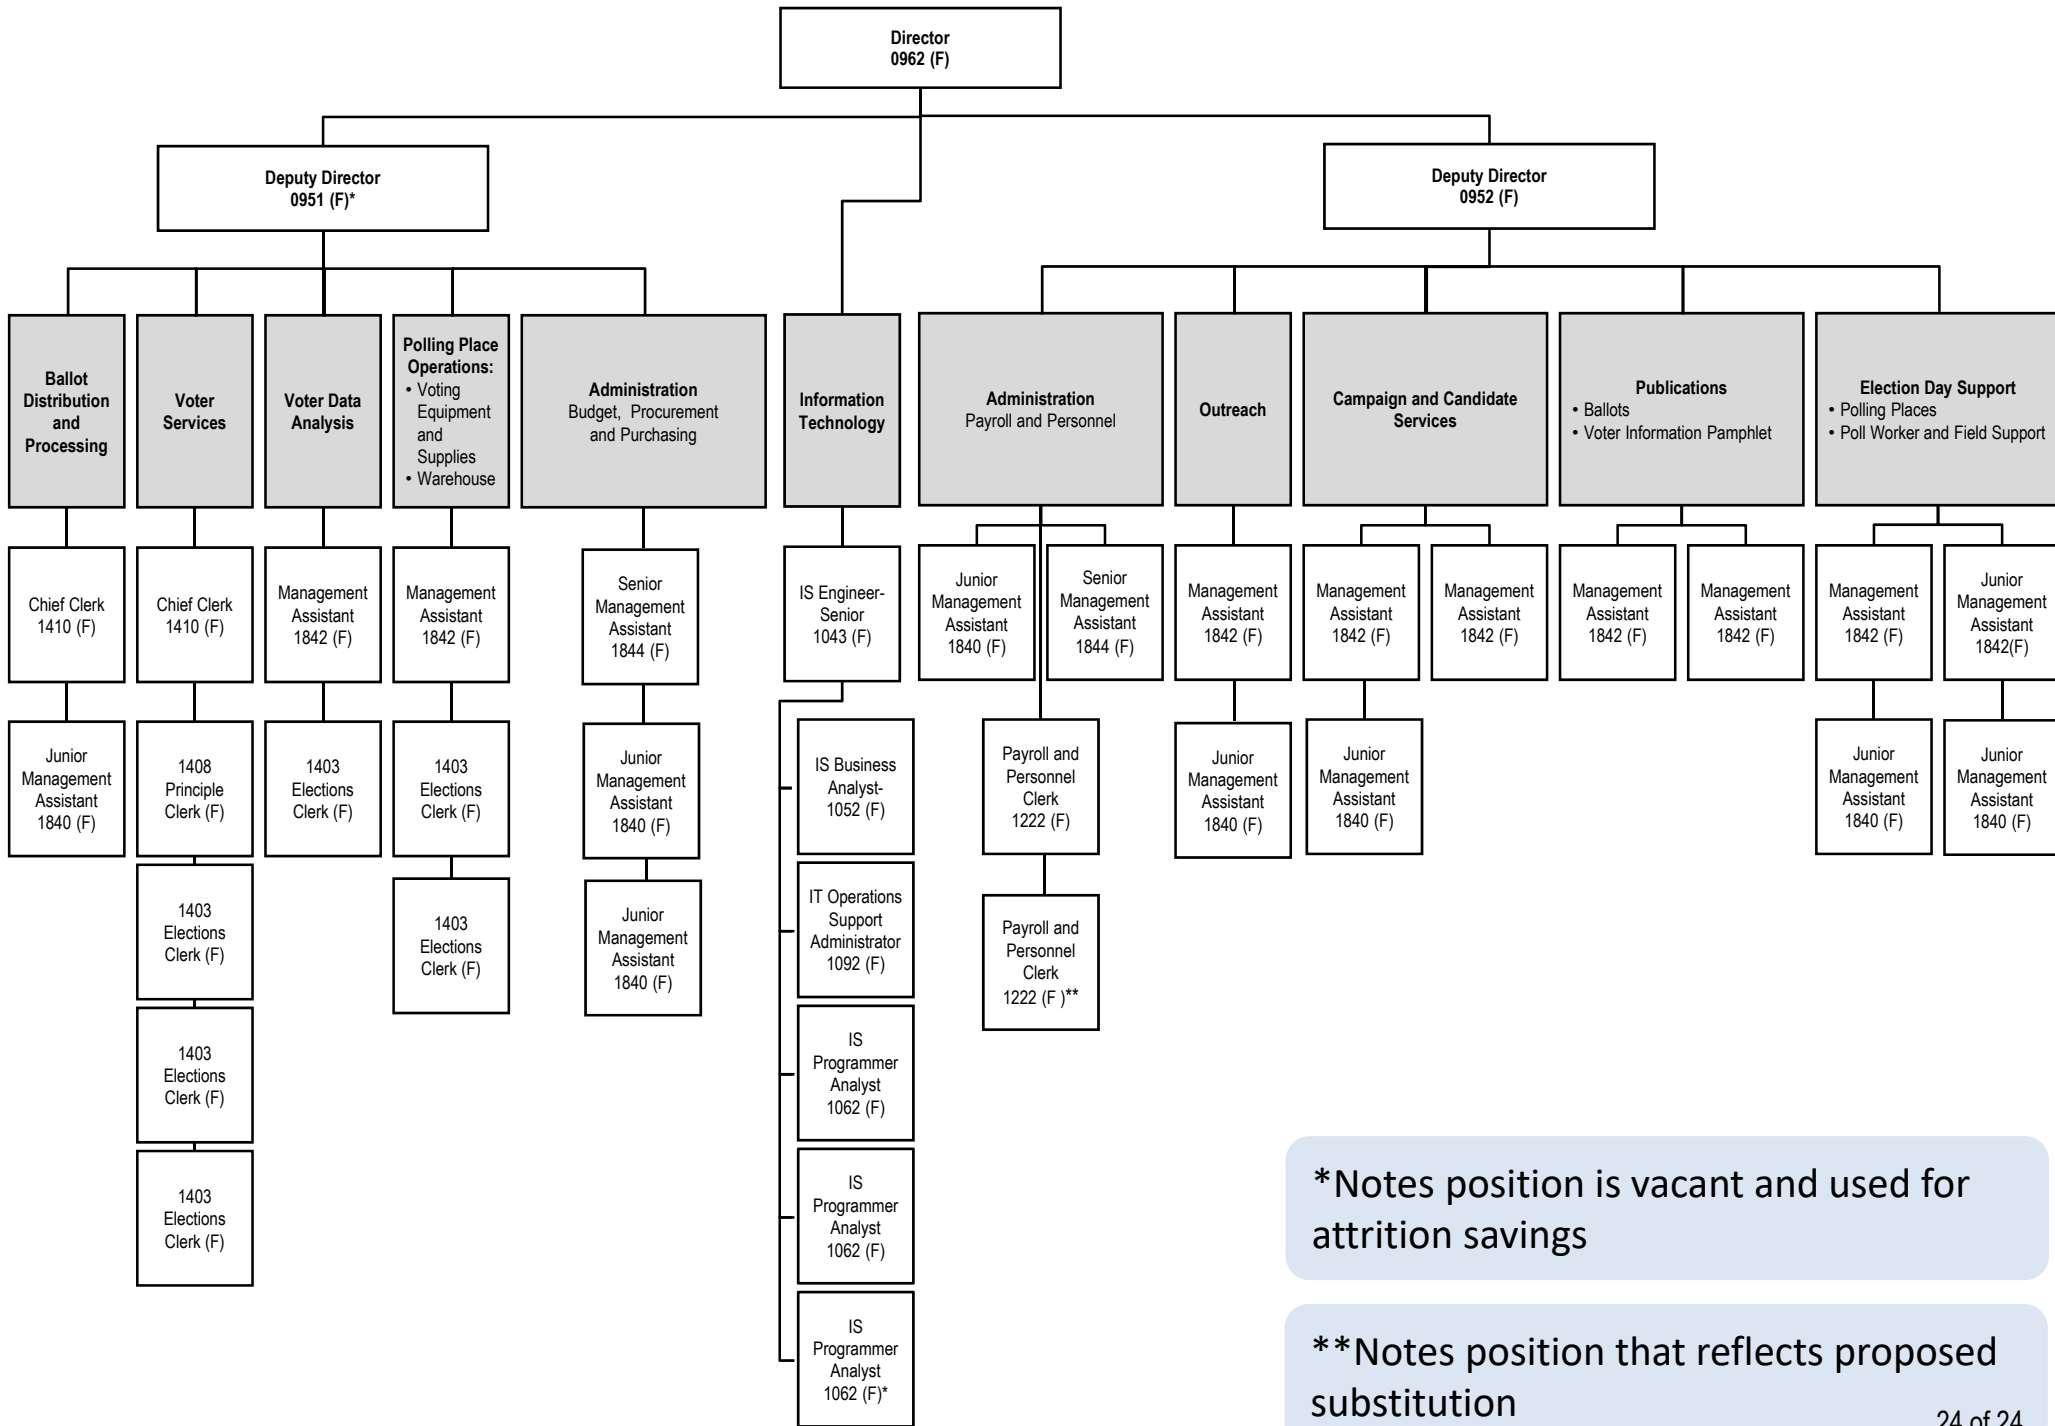 Director
0962 (F)
Deputy Director
0951 (F)*
Deputy Director
0952 (F)
Ballot
Distribution
and
Processing
Voter
Services
Voter Data
Analysis
Polling Place
Operations:
• Voting
Equipment
and
Supplies
• Warehouse
Administration
Budget, Procurement
and Purchasing
Information
Technology
Administration
Payroll and Personnel
Outreach
Campaign and Candidate
Services
Publications
• Ballots
• Voter Information Pamphlet
Election Day Support
• Polling Places
• Poll Worker and Field Support
Chief Clerk
1410 (F)
Chief Clerk
1410 (F)
Management
Assistant
1842 (F)
Management
Assistant
1842 (F)
Senior
Management
Assistant
1844 (F)
IS Engineer-
Senior
1043 (F)
Junior
Management
Assistant
1840 (F)
Senior
Management
Assistant
1844 (F)
Management
Assistant
1842 (F)
Management
Assistant
1842 (F)
Management
Assistant
1842 (F)
Management
Assistant
1842 (F)
Management
Assistant
1842 (F)
Management
Assistant
1842 (F)
Junior
Management
Assistant
1842(F)
Junior
Management
Assistant
1840 (F)
1408
Principle
Clerk (F)
1403
Elections
Clerk (F)
1403
Elections
Clerk (F)
Junior
Management
Assistant
1840 (F)
IS Business
Analyst-
1052 (F)
Payroll and
Personnel
Clerk
1222 (F)
Junior
Management
Assistant
1840 (F)
Junior
Management
Assistant
1840 (F)
Junior
Management
Assistant
1840 (F)
Junior
Management
Assistant
1840 (F)
1403
Elections
Clerk (F)
1403
Elections
Clerk (F)
Junior
Management
Assistant
1840 (F)
IT Operations
Support
Administrator
1092 (F)
Payroll and
Personnel
Clerk
1222 (F )**
1403
Elections
Clerk (F)
IS
Programmer
Analyst
1062 (F)
1403
Elections
Clerk (F)
IS
Programmer
Analyst
1062 (F)
IS
Programmer
Analyst
1062 (F)*
*Notes position is vacant and used for
attrition savings
**Notes position that reflects proposed
substitution
24 of 24